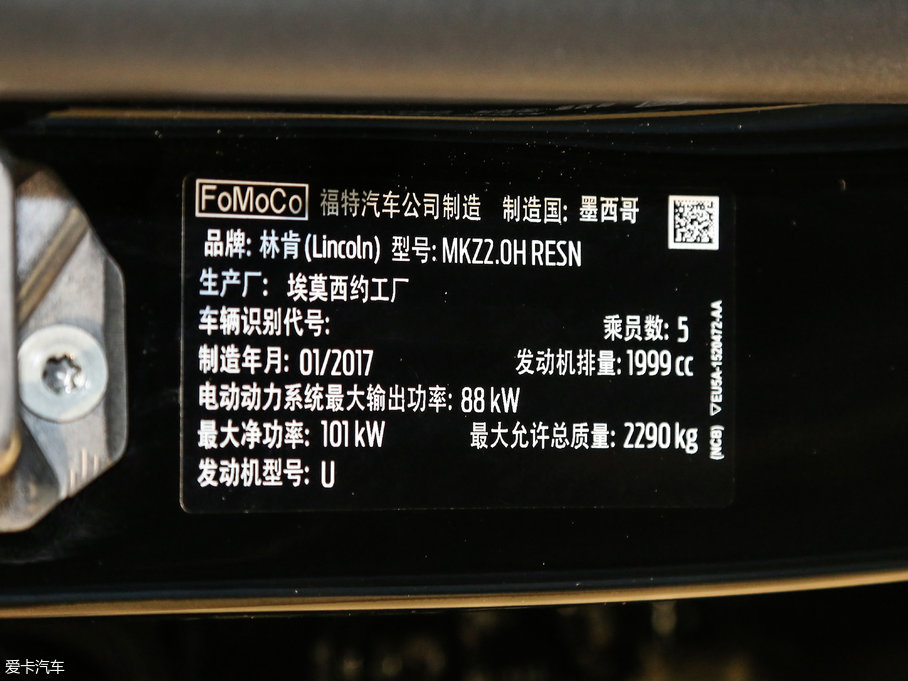 FoMoCo 福特汽车公司制造 制造国: 墨西哥
品牌: 林肯(Lincoln) 型号: MKZ2.0H RESN
生产厂: 埃莫西约工厂
车辆识别代号:
乘员数: 5
制造年月: 01/2017 发动机排量: 1999 cc
电动动力系统最大输出功率: 88 kW
最大净功率: 101 kW 最大允许总质量: 2290 kg
发动机型号: U
(NCB) ▽EU5A-1520472-AA
爱卡汽车